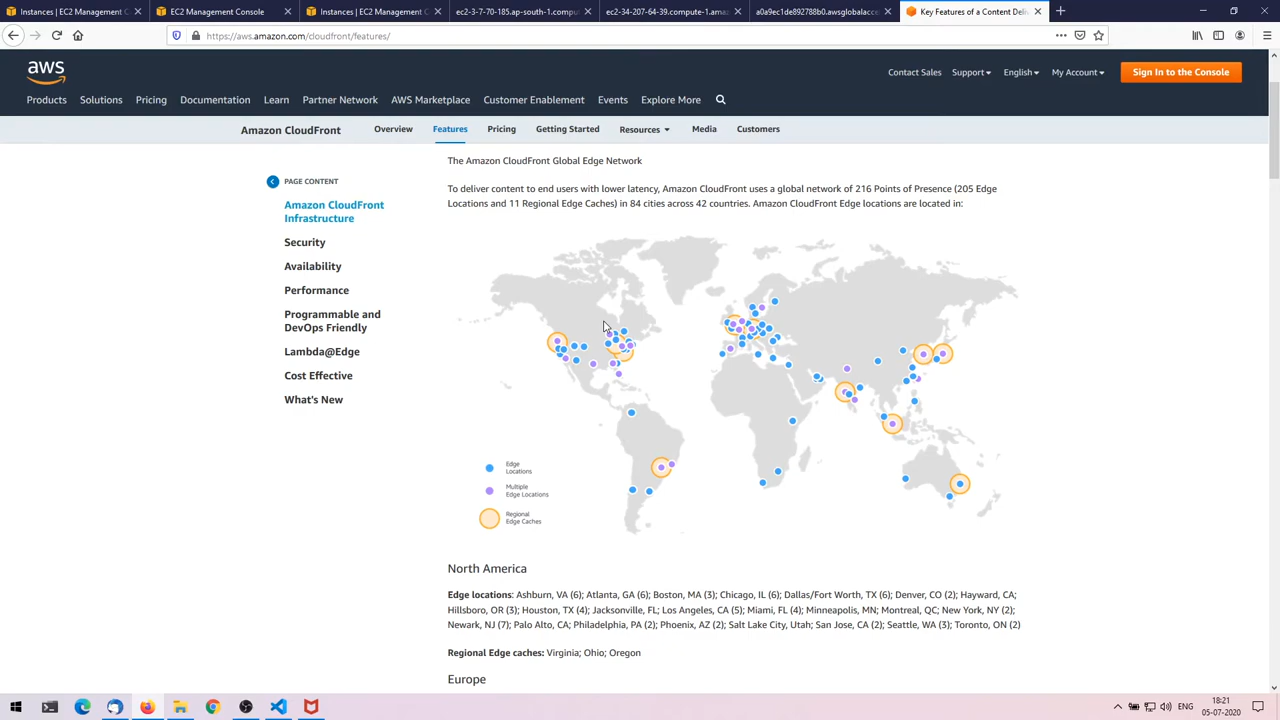 Instances | EC2 Management C
EC2 Management Console
Instances | EC2 Management C
ec2-3-7-70-185.ap-south-1.comput
ec2-34-207-64-39.compute-1.amaz
a0a9ec1de892788b0.awsglobalacce
Key Features of a Content Deli
https://aws.amazon.com/cloudfront/features/
aws
Contact Sales Support English My Account Sign In to the Console
Products Solutions Pricing Documentation Learn Partner Network AWS Marketplace Customer Enablement Events Explore More
Amazon CloudFront Overview Features Pricing Getting Started Resources Media Customers
PAGE CONTENT
Amazon CloudFront
Infrastructure
Security
Availability
Performance
Programmable and
DevOps Friendly
Lambda@Edge
Cost Effective
What's New
The Amazon CloudFront Global Edge Network
To deliver content to end users with lower latency, Amazon CloudFront uses a global network of 216 Points of Presence (205 Edge
Locations and 11 Regional Edge Caches) in 84 cities across 42 countries. Amazon CloudFront Edge locations are located in:
Edge
Locations
Multiple
Edge Locations
Regional
Edge Caches
North America
Edge locations: Ashburn, VA (6); Atlanta, GA (6); Boston, MA (3); Chicago, IL (6); Dallas/Fort Worth, TX (6); Denver, CO (2); Hayward, CA;
Hillsboro, OR (3); Houston, TX (4); Jacksonville, FL; Los Angeles, CA (5); Miami, FL (4); Minneapolis, MN; Montreal, QC; New York, NY (2);
Newark, NJ (7); Palo Alto, CA; Philadelphia, PA (2); Phoenix, AZ (2); Salt Lake City, Utah; San Jose, CA (2); Seattle, WA (3); Toronto, ON (2)
Regional Edge caches: Virginia; Ohio; Oregon
Europe
ENG
18:21
05-07-2020